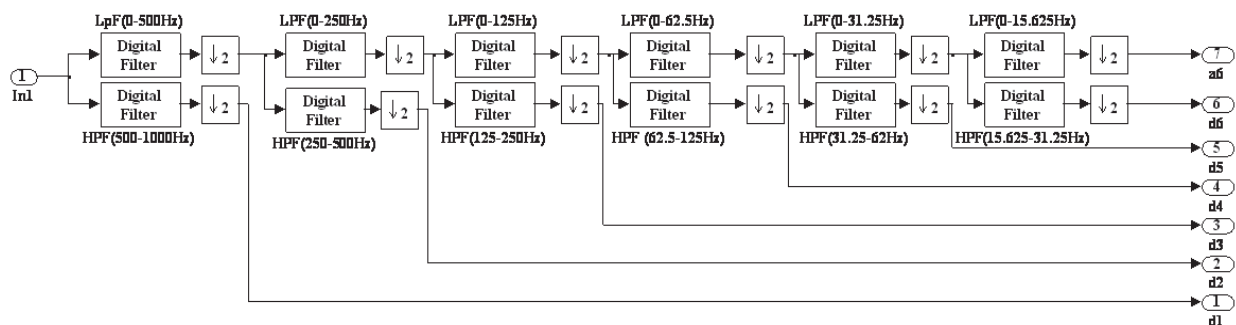 LpF(0-500Hz) LPF(0-250Hz) LPF(0-125Hz) LPF(0-62.5Hz) LPF(0-31.25Hz) LPF(0-15.625Hz)
Digital Filter ↓ 2 Digital Filter ↓ 2 Digital Filter ↓ 2 Digital Filter ↓ 2 Digital Filter ↓ 2 Digital Filter ↓ 2 7
a6
1
In1
Digital Filter ↓ 2 Digital Filter ↓ 2 Digital Filter ↓ 2 Digital Filter ↓ 2 Digital Filter ↓ 2 Digital Filter ↓ 2 6
d6
HPF(500-1000Hz) HPF(250-500Hz) HPF(125-250Hz) HPF (62.5-125Hz) HPF(31.25-62Hz) HPF(15.625-31.25Hz)
5
d5
4
d4
3
d3
2
d2
1
d1